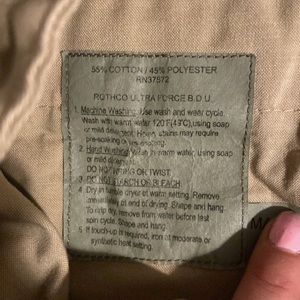 55% COTTON / 45% POLYESTER
RN37572
ROTHCO ULTRA FORCE B.D.U
1. Machine Washing: Use wash and wear cycle.
Wash with warm water 120°F(49°C),using soap
or mild detergent. Heavy stains may require
pre-soaking or
2. Hand Washing: Wash in warm water, using soap
or mild detergent.
DO NOT WRING OR TWIST.
3. DO NOT STARCH OR BLEACH.
4. Dry in tumble dryer at warm setting. Remove
immediately at end of drying. Shape and hang.
To drip dry, remove from water before last
spin cycle. Shape and hang.
5. If touch-up is required, iron at moderate or
synthetic heat setting.